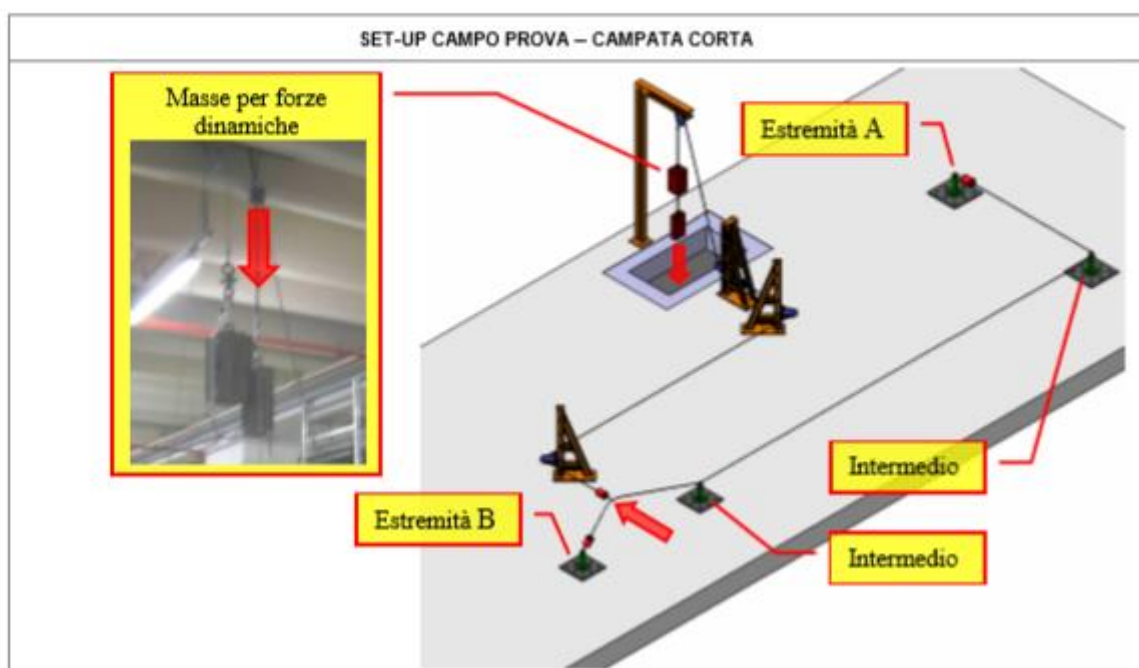 SET-UP CAMPO PROVA – CAMPATA CORTA
Masse per forze
dinamiche
Estremità A
Intermedio
Estremità B
Intermedio